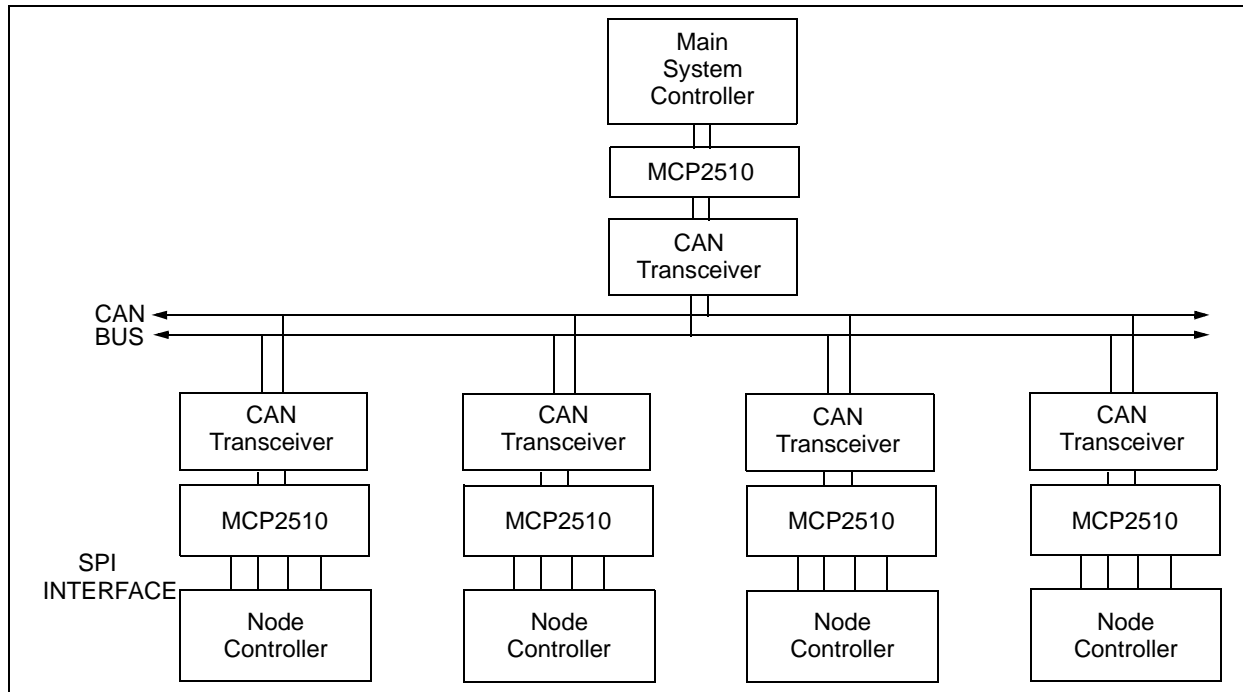 Main
System
Controller
MCP2510
CAN
Transceiver
CAN
BUS
CAN
Transceiver
CAN
Transceiver
CAN
Transceiver
CAN
Transceiver
MCP2510
MCP2510
MCP2510
MCP2510
SPI
INTERFACE
Node
Controller
Node
Controller
Node
Controller
Node
Controller